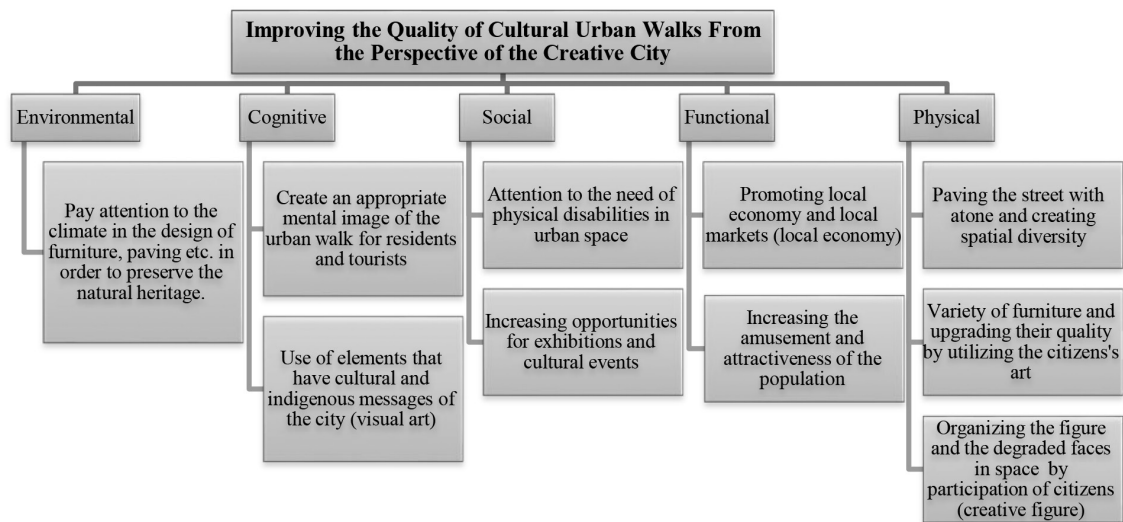 Improving the Quality of Cultural Urban Walks From
the Perspective of the Creative City
Environmental
Cognitive
Social
Functional
Physical
Pay attention to the
climate in the design of
furniture, paving etc. in
order to preserve the
natural heritage.
Create an appropriate
mental image of the
urban walk for residents
and tourists
Use of elements that
have cultural and
indigenous messages of
the city (visual art)
Attention to the need of
physical disabilities in
urban space
Increasing opportunities
for exhibitions and
cultural events
Promoting local
economy and local
markets (local economy)
Increasing the
amusement and
attractiveness of the
population
Paving the street with
atone and creating
spatial diversity
Variety of furniture and
upgrading their quality
by utilizing the citizens's
art
Organizing the figure
and the degraded faces
in space by
participation of citizens
(creative figure)